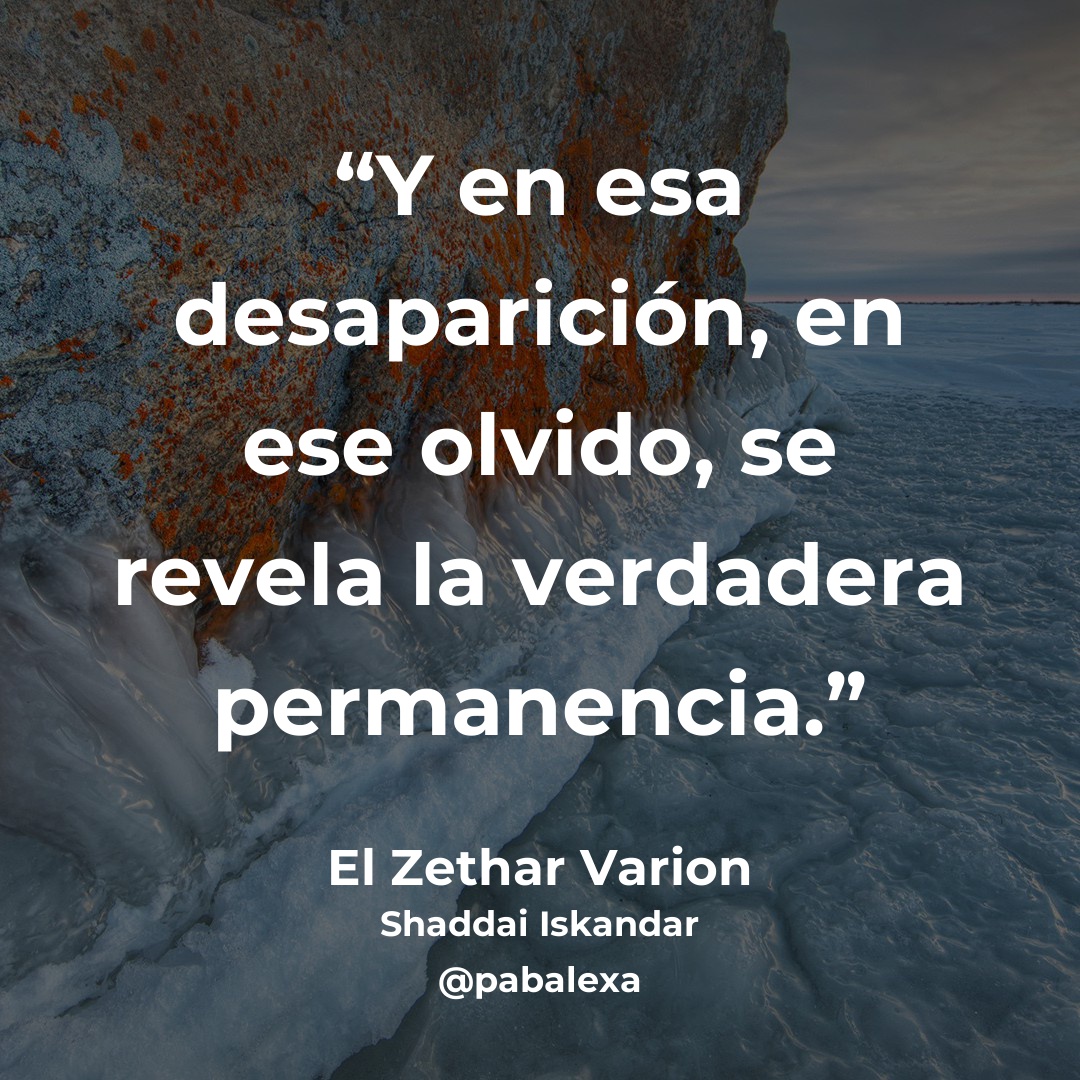 “Y en esa
desaparición, en
ese olvido, se
revela la verdadera
permanencia.”
El Zethar Varion
Shaddai Iskandar
@pabalexa